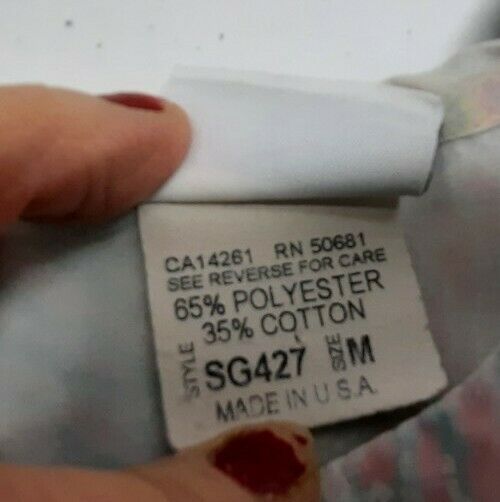 CA14261 RN 50681
SEE REVERSE FOR CARE
65% POLYESTER
35% COTTON
STYLE SG427 SIZE M
MADE IN U.S.A.